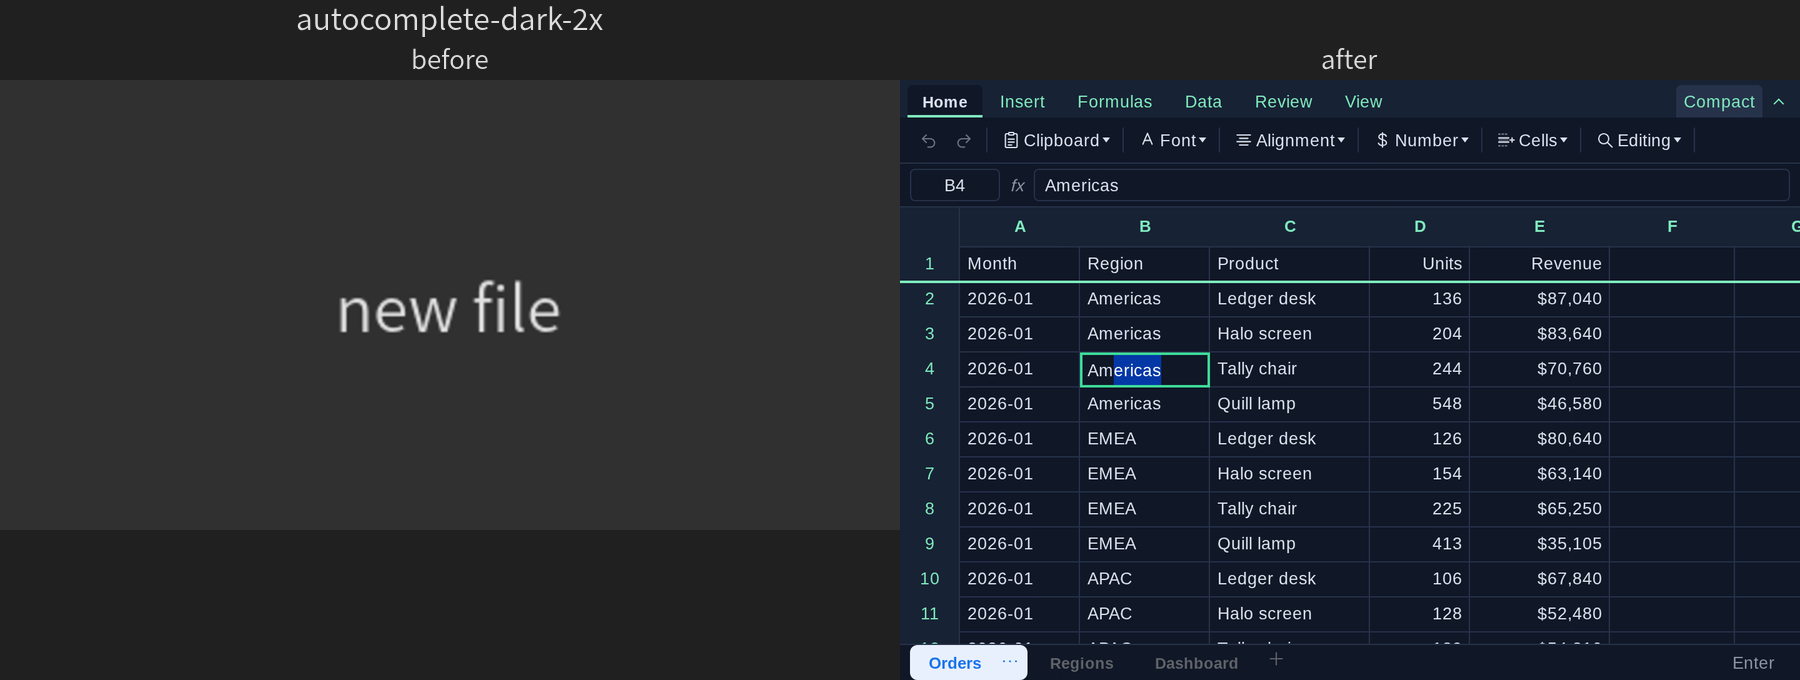 autocomplete-dark-2x
before
after
new file
Home Insert Formulas Data Review View Compact
Clipboard Font Alignment $ Number Cells Editing
B4 fx Americas
A B C D E F G
1 Month Region Product Units Revenue
2 2026-01 Americas Ledger desk 136 $87,040
3 2026-01 Americas Halo screen 204 $83,640
4 2026-01 Americas Tally chair 244 $70,760
5 2026-01 Americas Quill lamp 548 $46,580
6 2026-01 EMEA Ledger desk 126 $80,640
7 2026-01 EMEA Halo screen 154 $63,140
8 2026-01 EMEA Tally chair 225 $65,250
9 2026-01 EMEA Quill lamp 413 $35,105
10 2026-01 APAC Ledger desk 106 $67,840
11 2026-01 APAC Halo screen 128 $52,480
Orders ... Regions Dashboard + Enter